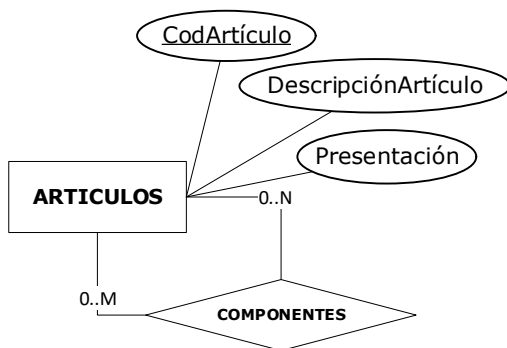 CodArtículo
DescripciónArtículo
Presentación
ARTICULOS
0..N
0..M
COMPONENTES